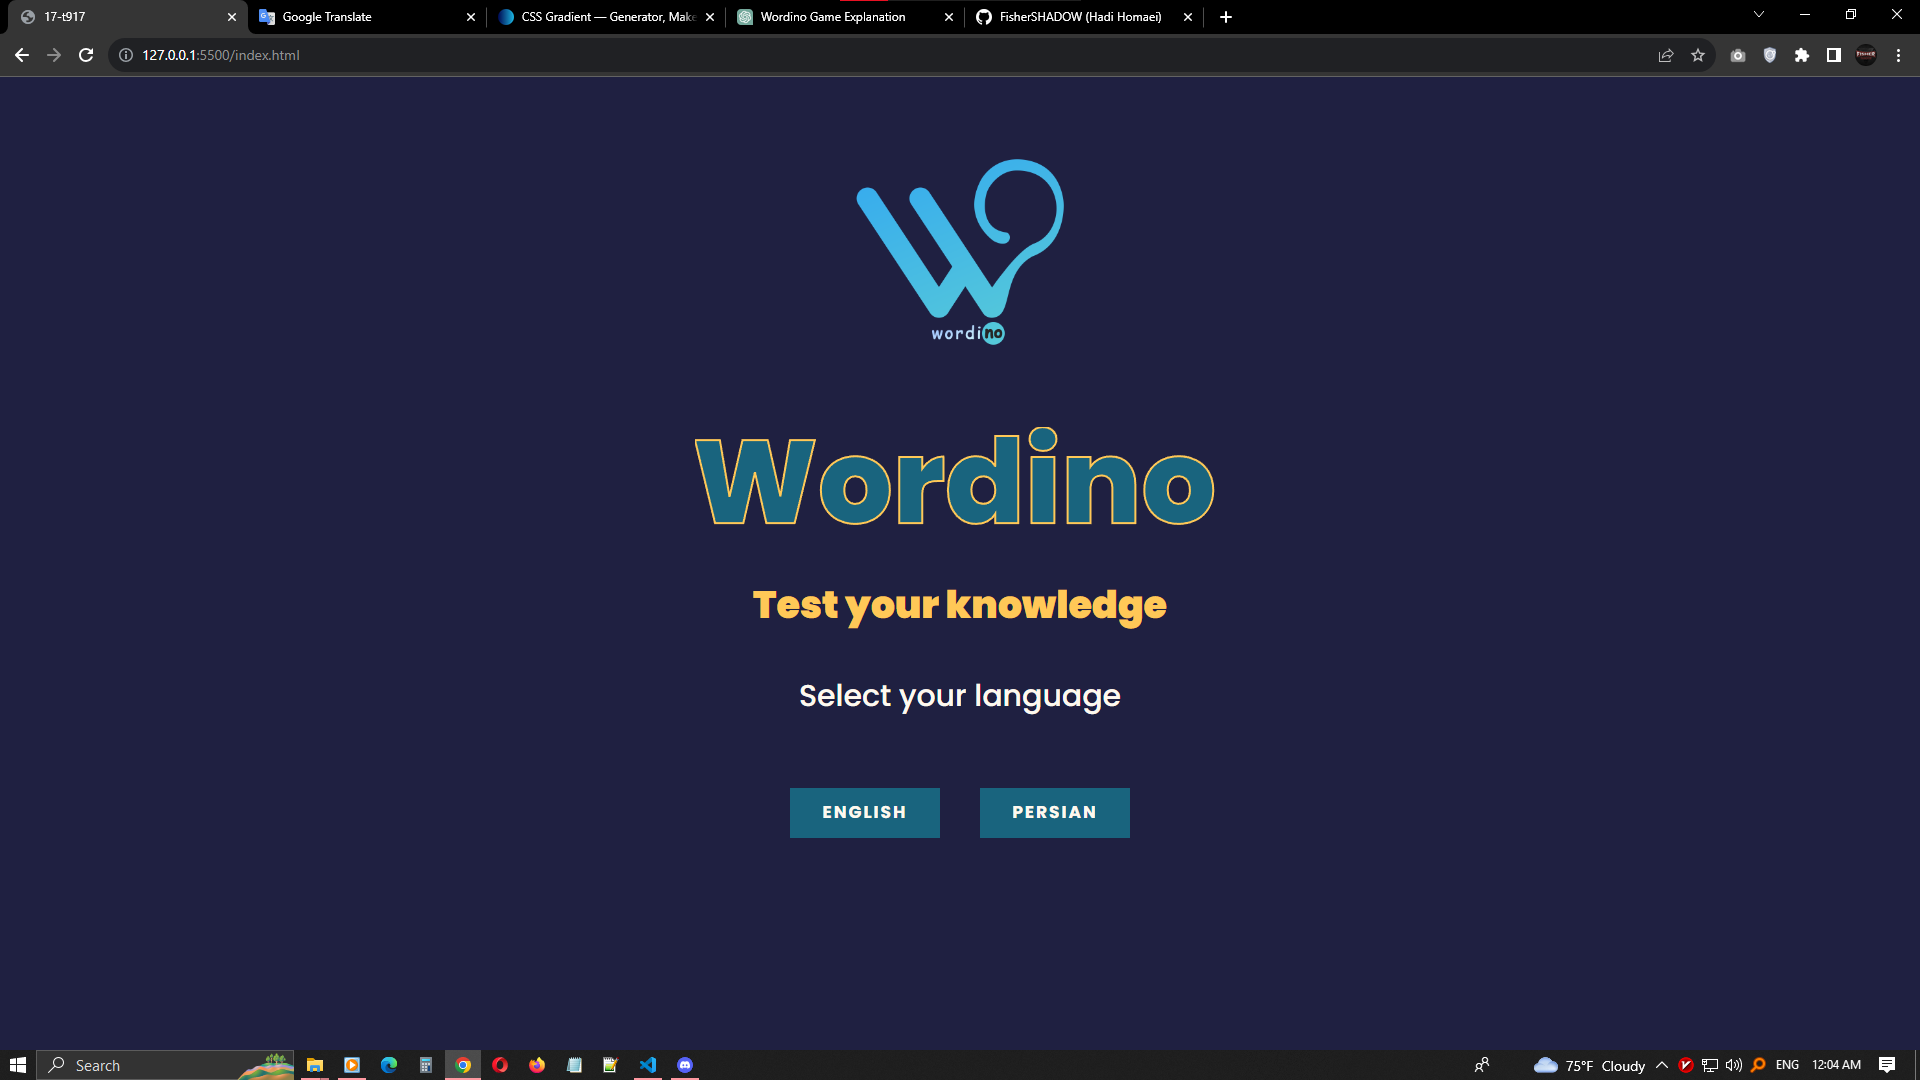 17-t917
Google Translate
CSS Gradient — Generator, Make
Wordino Game Explanation
FisherSHADOW (Hadi Homaei)
127.0.0.1:5500/index.html
wordino
Wordino
Test your knowledge
Select your language
ENGLISH
PERSIAN
Search
75°F Cloudy
ENG
12:04 AM